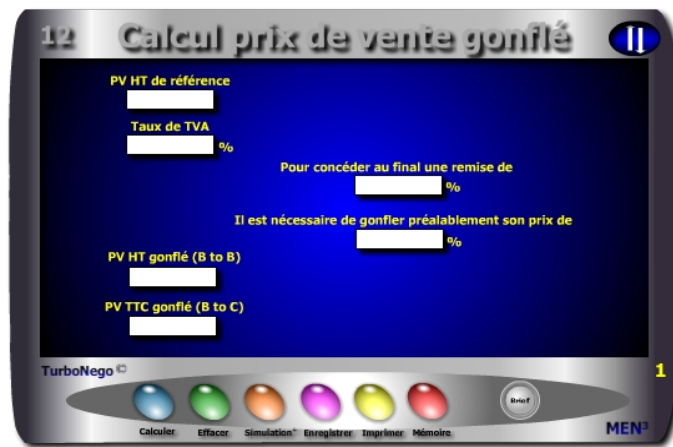 12 Calcul prix de vente gonflé
PV HT de référence
Taux de TVA
%
Pour concéder au final une remise de
%
Il est nécessaire de gonfler préalablement son prix de
%
PV HT gonflé (B to B)
PV TTC gonflé (B to C)
TurboNego ©
1
Calculer Effacer Simulation+ Enregistrer Imprimer Mémoire
Brief
MEN³